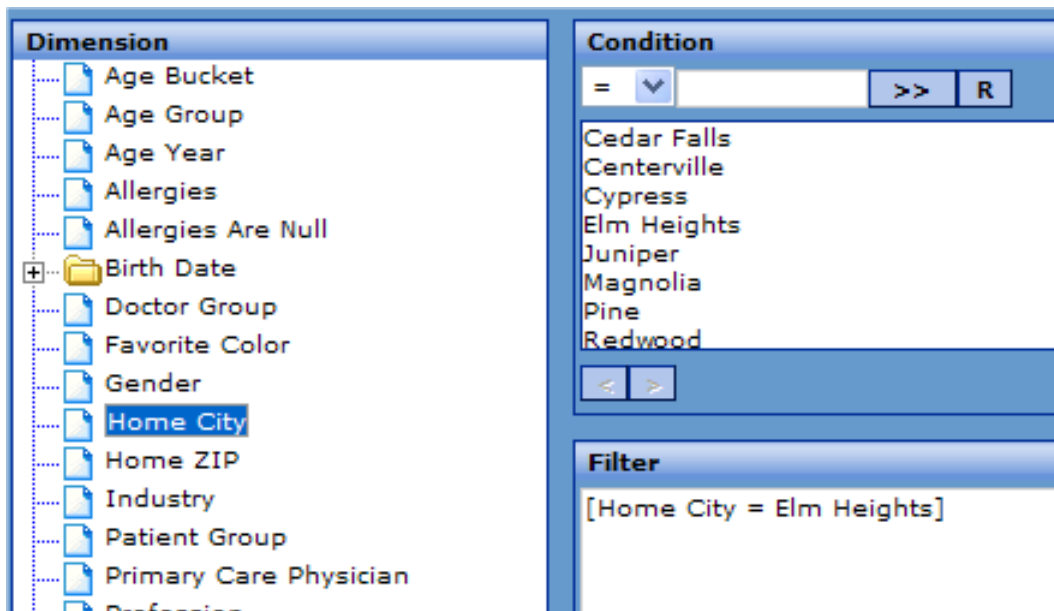 Dimension
Age Bucket
Age Group
Age Year
Allergies
Allergies Are Null
Birth Date
Doctor Group
Favorite Color
Gender
Home City
Home ZIP
Industry
Patient Group
Primary Care Physician
Profession
Condition
=
>> R
Cedar Falls
Centerville
Cypress
Elm Heights
Juniper
Magnolia
Pine
Redwood
< >
Filter
[Home City = Elm Heights]